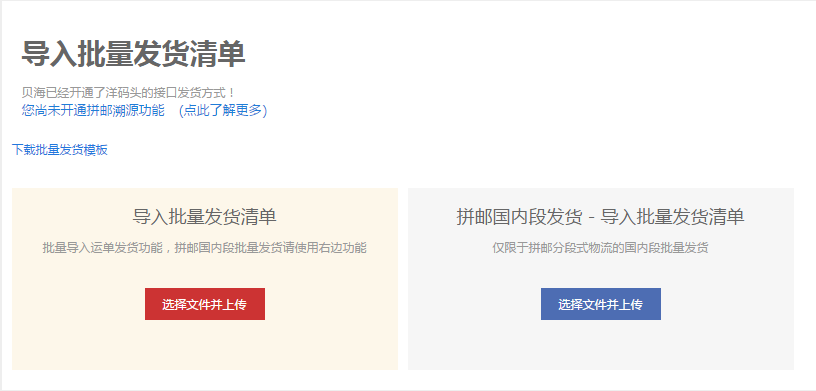 导入批量发货清单
贝海已经开通了洋码头的接口发货方式！
您尚未开通拼邮溯源功能 (点此了解更多)
下载批量发货模板
导入批量发货清单
批量导入运单发货功能，拼邮国内段批量发货请使用右边功能
选择文件并上传
拼邮国内段发货 - 导入批量发货清单
仅限于拼邮分段式物流的国内段批量发货
选择文件并上传